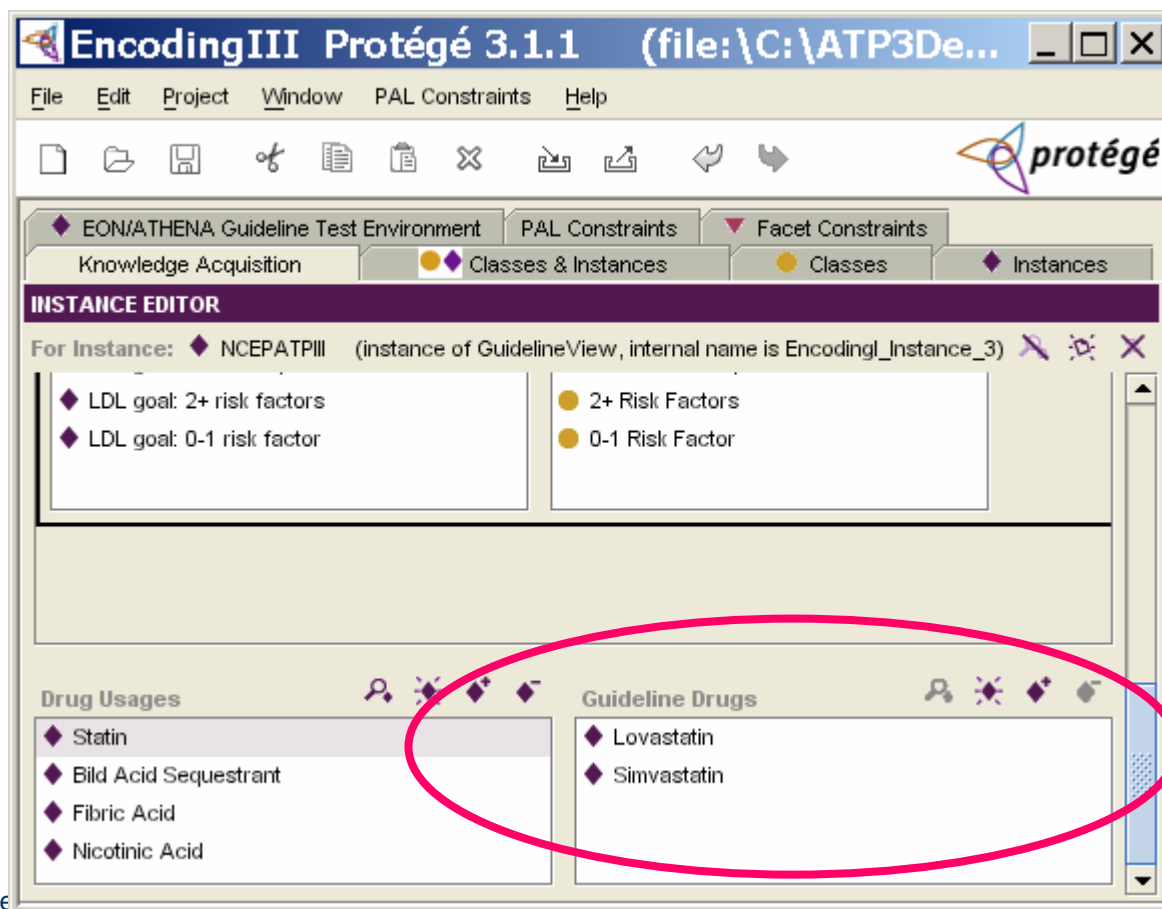 EncodingIII Protégé 3.1.1 (file:\C:\ATP3De...
File Edit Project Window PAL Constraints Help
protégé
EON/ATHENA Guideline Test Environment PAL Constraints Facet Constraints
Knowledge Acquisition Classes & Instances Classes Instances
INSTANCE EDITOR
For Instance: NCEPATPIII (instance of GuidelineView, internal name is EncodingI_Instance_3)
LDL goal: 2+ risk factors 2+ Risk Factors
LDL goal: 0-1 risk factor 0-1 Risk Factor
Drug Usages Guideline Drugs
Statin Lovastatin
Bild Acid Sequestrant Simvastatin
Fibric Acid
Nicotinic Acid